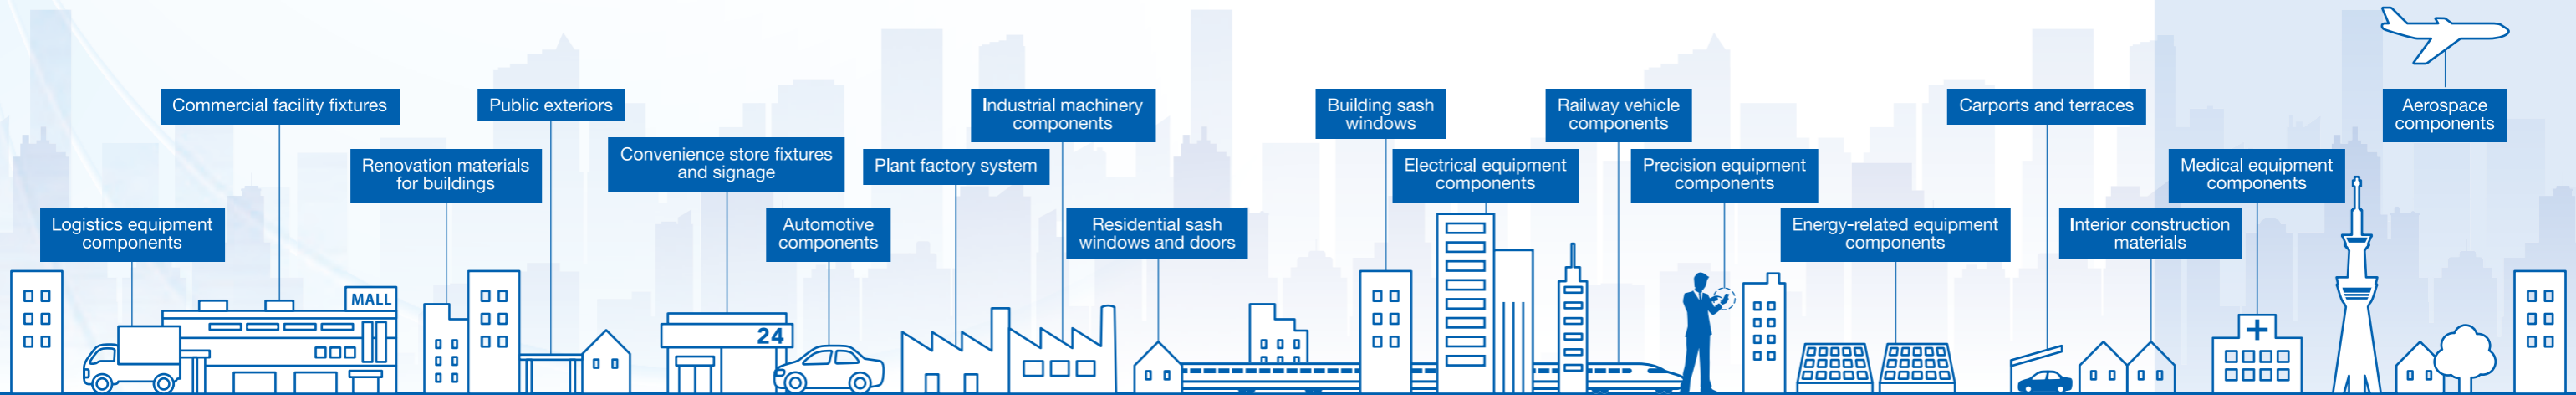 Logistics equipment
components
Commercial facility fixtures
MALL
Renovation materials
for buildings
Public exteriors
Convenience store fixtures
and signage
24
Automotive
components
Plant factory system
Industrial machinery
components
Residential sash
windows and doors
Building sash
windows
Electrical equipment
components
Railway vehicle
components
Precision equipment
components
Energy-related equipment
components
Carports and terraces
Interior construction
materials
Medical equipment
components
Aerospace
components